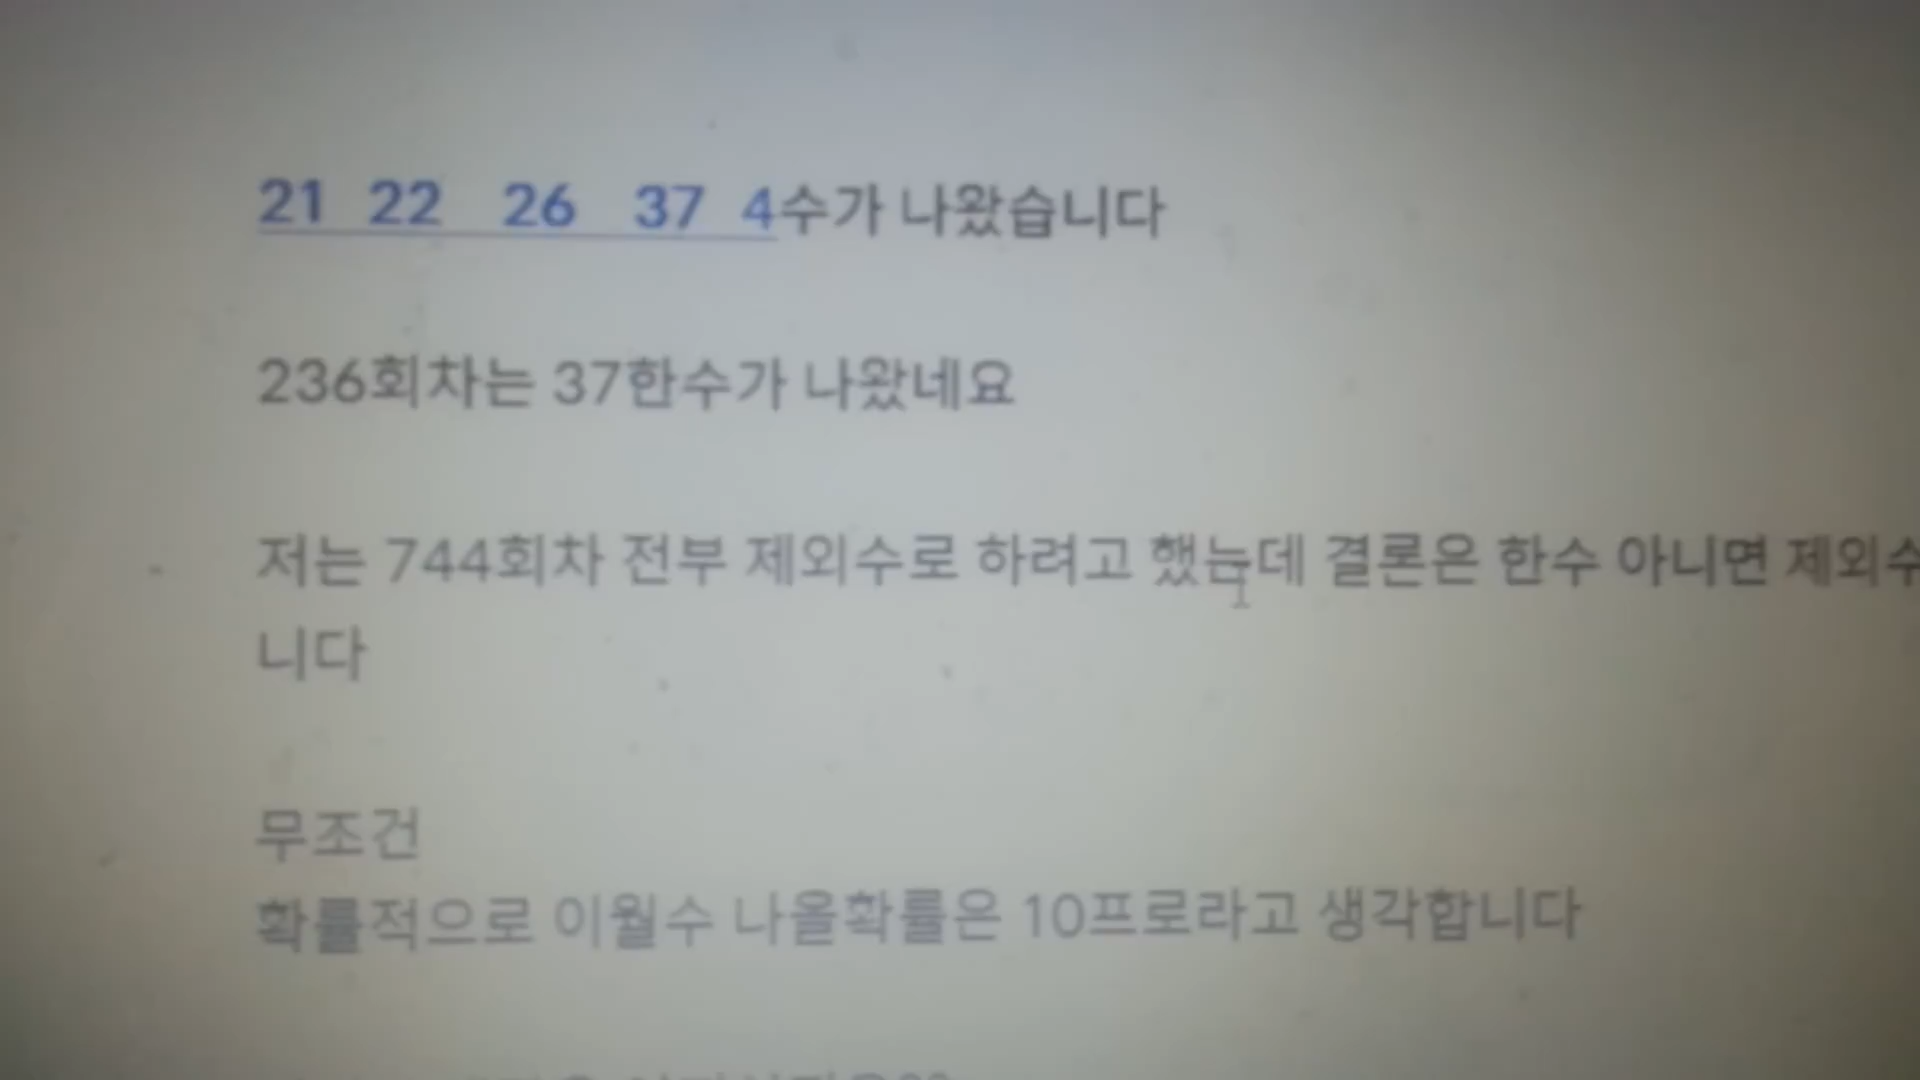 21 22 26 37 4수가 나왔습니다
236회차는 37한수가 나왔네요
저는 744회차 전부 제외수로 하려고 했는데 결론은 한수 아니면 제외수
니다
무조건
확률적으로 이월수 나올확률은 10프로라고 생각합니다